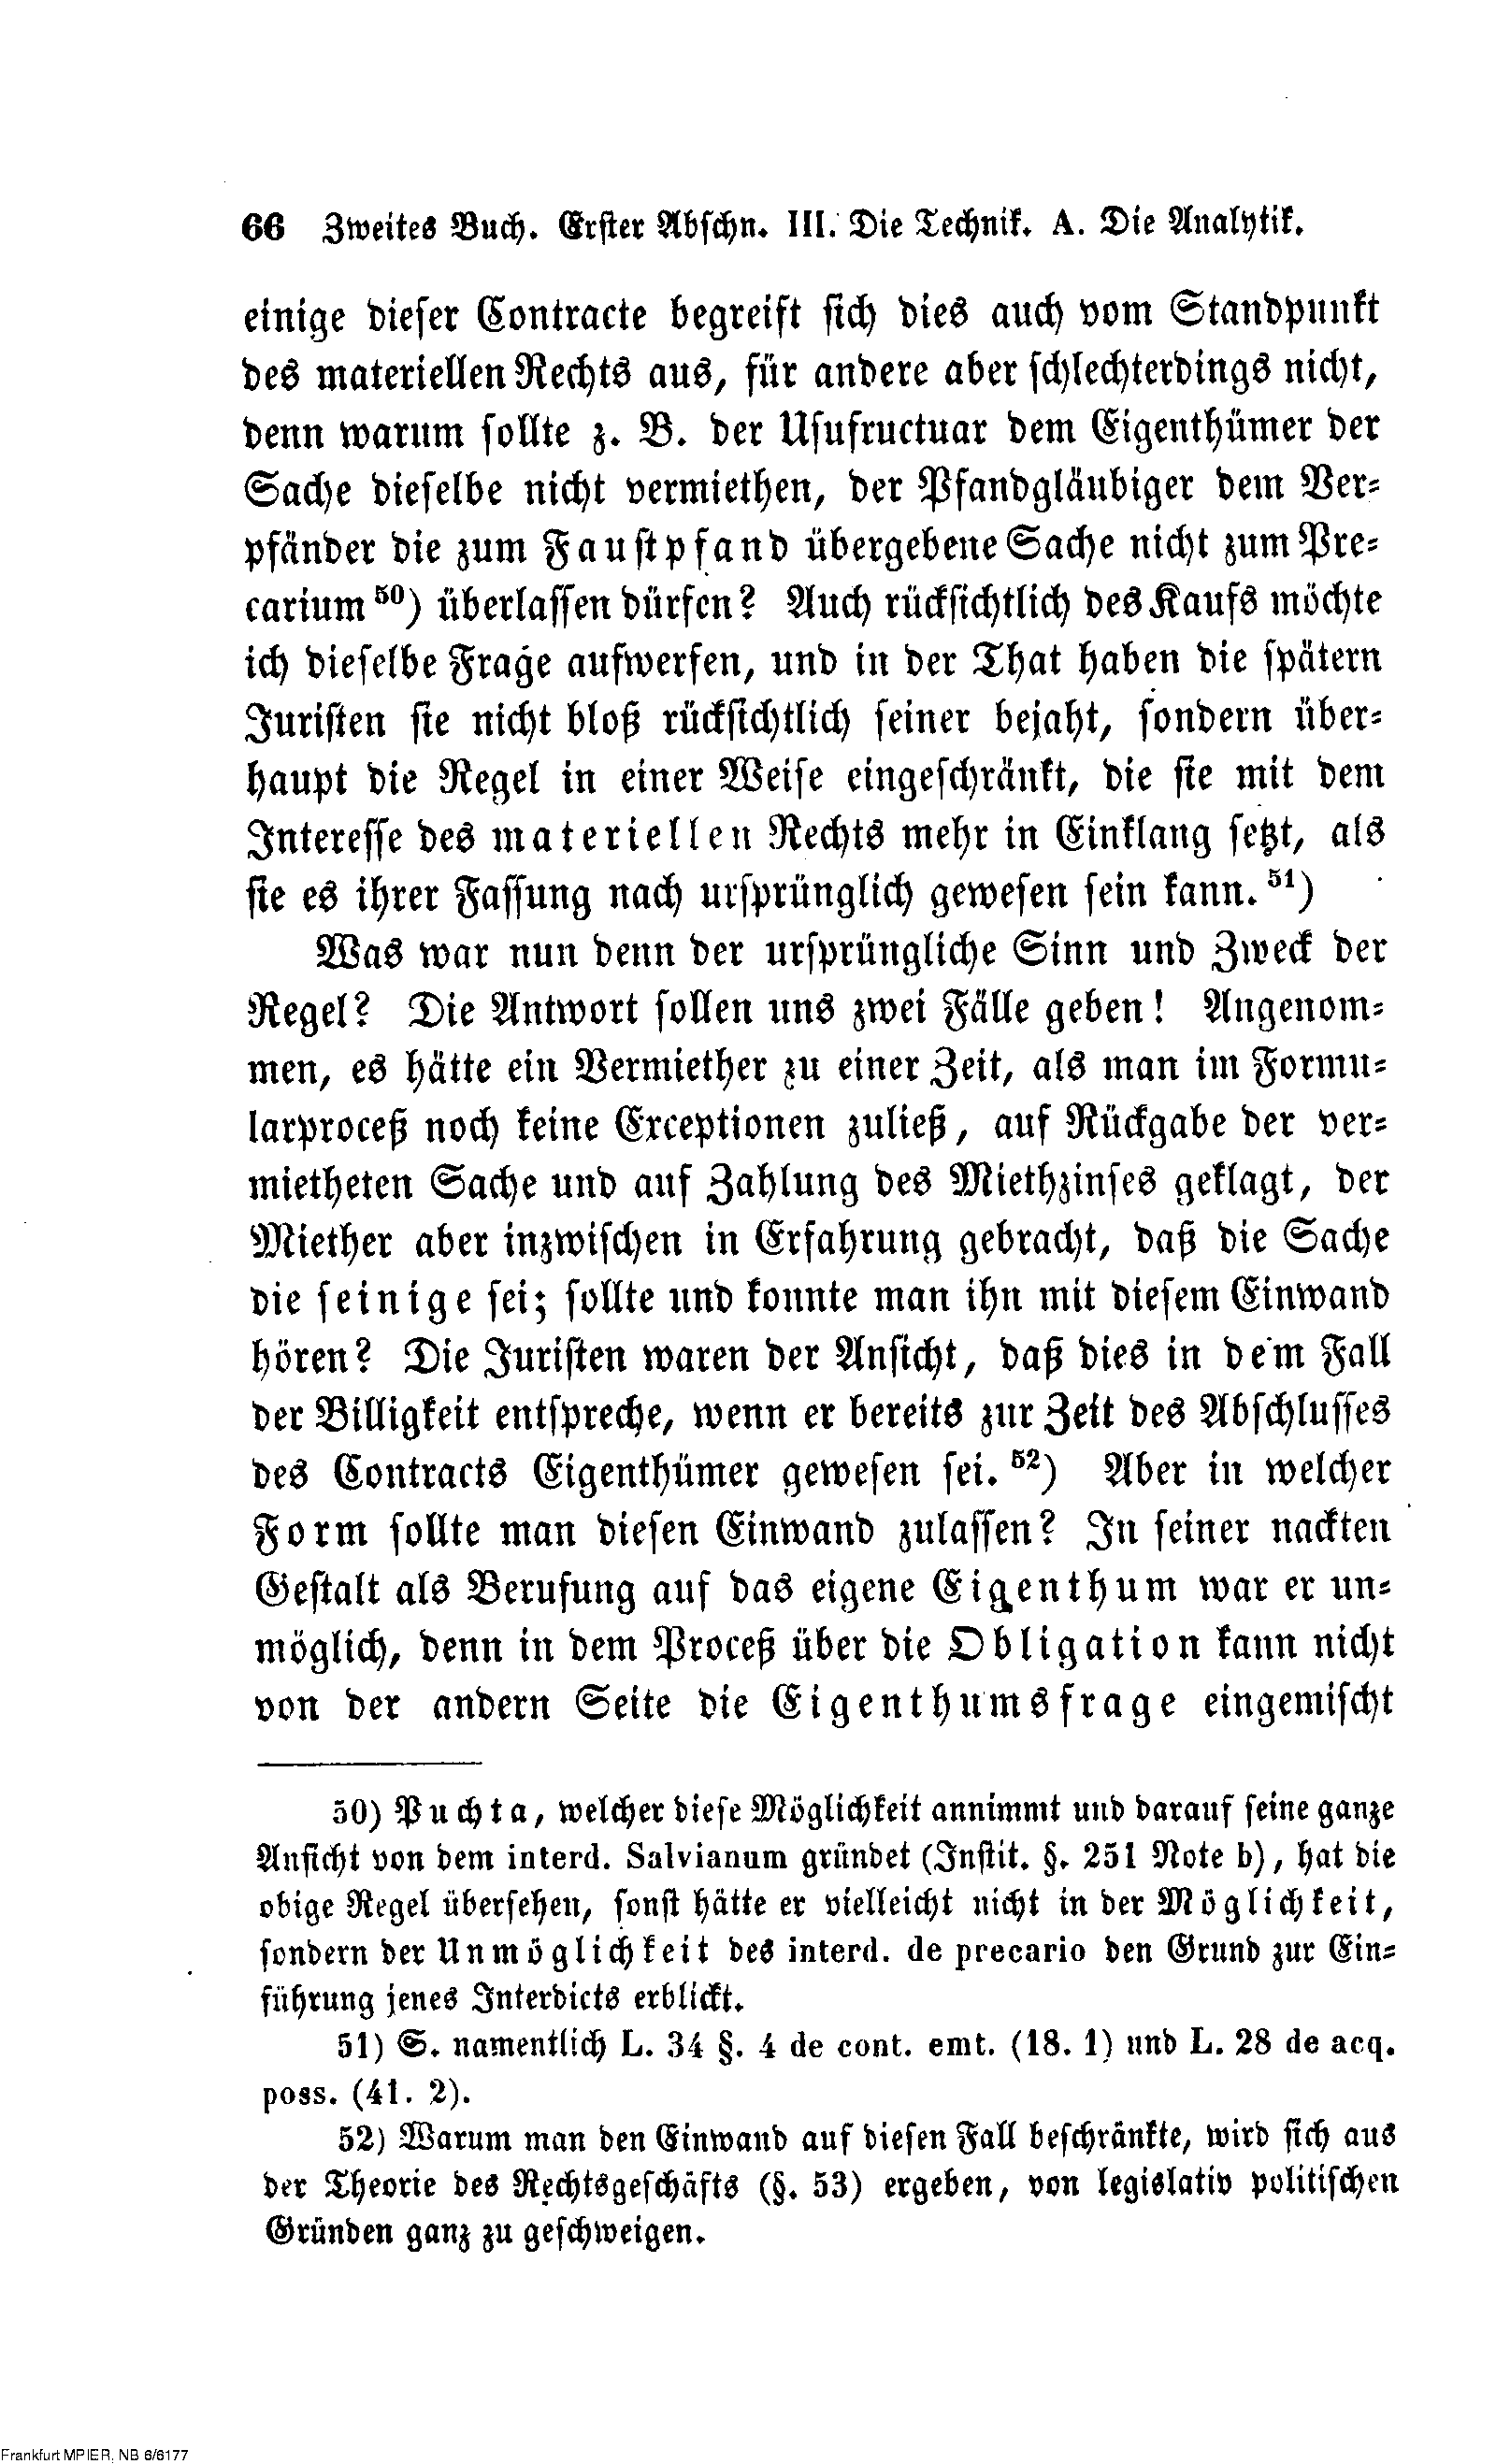 66 Zweites Buch. Erster Abschn. III. Die Technik. A. Die Analytik.
einige dieser Contracte begreift sich dies auch vom Standpunkt
des materiellen Rechts aus, für andere aber schlechterdings nicht,
denn warum sollte z. B. der Usufructuar dem Eigenthümer der
Sache dieselbe nicht vermiethen, der Pfandgläubiger dem Ver-
pfänder die zum Faustpfand übergebene Sache nicht zum Pre-
carium 50) überlassen dürfen? Auch rücksichtlich des Kaufs möchte
ich dieselbe Frage aufwerfen, und in der That haben die spätern
Juristen sie nicht bloß rücksichtlich seiner bejaht, sondern über-
haupt die Regel in einer Weise eingeschränkt, die sie mit dem
Interesse des materiellen Rechts mehr in Einklang setzt, als
sie es ihrer Fassung nach ursprünglich gewesen sein kann. 51)
Was war nun denn der ursprüngliche Sinn und Zweck der
Regel? Die Antwort sollen uns zwei Fälle geben! Angenom-
men, es hätte ein Vermiether zu einer Zeit, als man im Formu-
larproceß noch keine Exceptionen zuließ, auf Rückgabe der ver-
mietheten Sache und auf Zahlung des Miethzinses geklagt, der
Miether aber inzwischen in Erfahrung gebracht, daß die Sache
die seinige sei; sollte und konnte man ihn mit diesem Einwand
hören? Die Juristen waren der Ansicht, daß dies in dem Fall
der Billigkeit entspreche, wenn er bereits zur Zeit des Abschlusses
des Contracts Eigenthümer gewesen sei. 52) Aber in welcher
Form sollte man diesen Einwand zulassen? In seiner nackten
Gestalt als Berufung auf das eigene Eigenthum war er un-
möglich, denn in dem Proceß über die Obligation kann nicht
von der andern Seite die Eigenthumsfrage eingemischt
50) Puchta, welcher diese Möglichkeit annimmt und darauf seine ganze
Ansicht von dem interd. Salvianum gründet (Instit. §. 251 Note b), hat die
obige Regel übersehen, sonst hätte er vielleicht nicht in der Möglichkeit,
sondern der Unmöglichkeit des interd. de precario den Grund zur Ein-
führung jenes Interdicts erblickt.
51) S. namentlich L. 34 §. 4 de cont. emt. (18. 1) und L. 28 de acq.
poss. (41. 2).
52) Warum man den Einwand auf diesen Fall beschränkte, wird sich aus
der Theorie des Rechtsgeschäfts (§. 53) ergeben, von legislativ politischen
Gründen ganz zu geschweigen.
Frankfurt MPIER, NB 6/6177